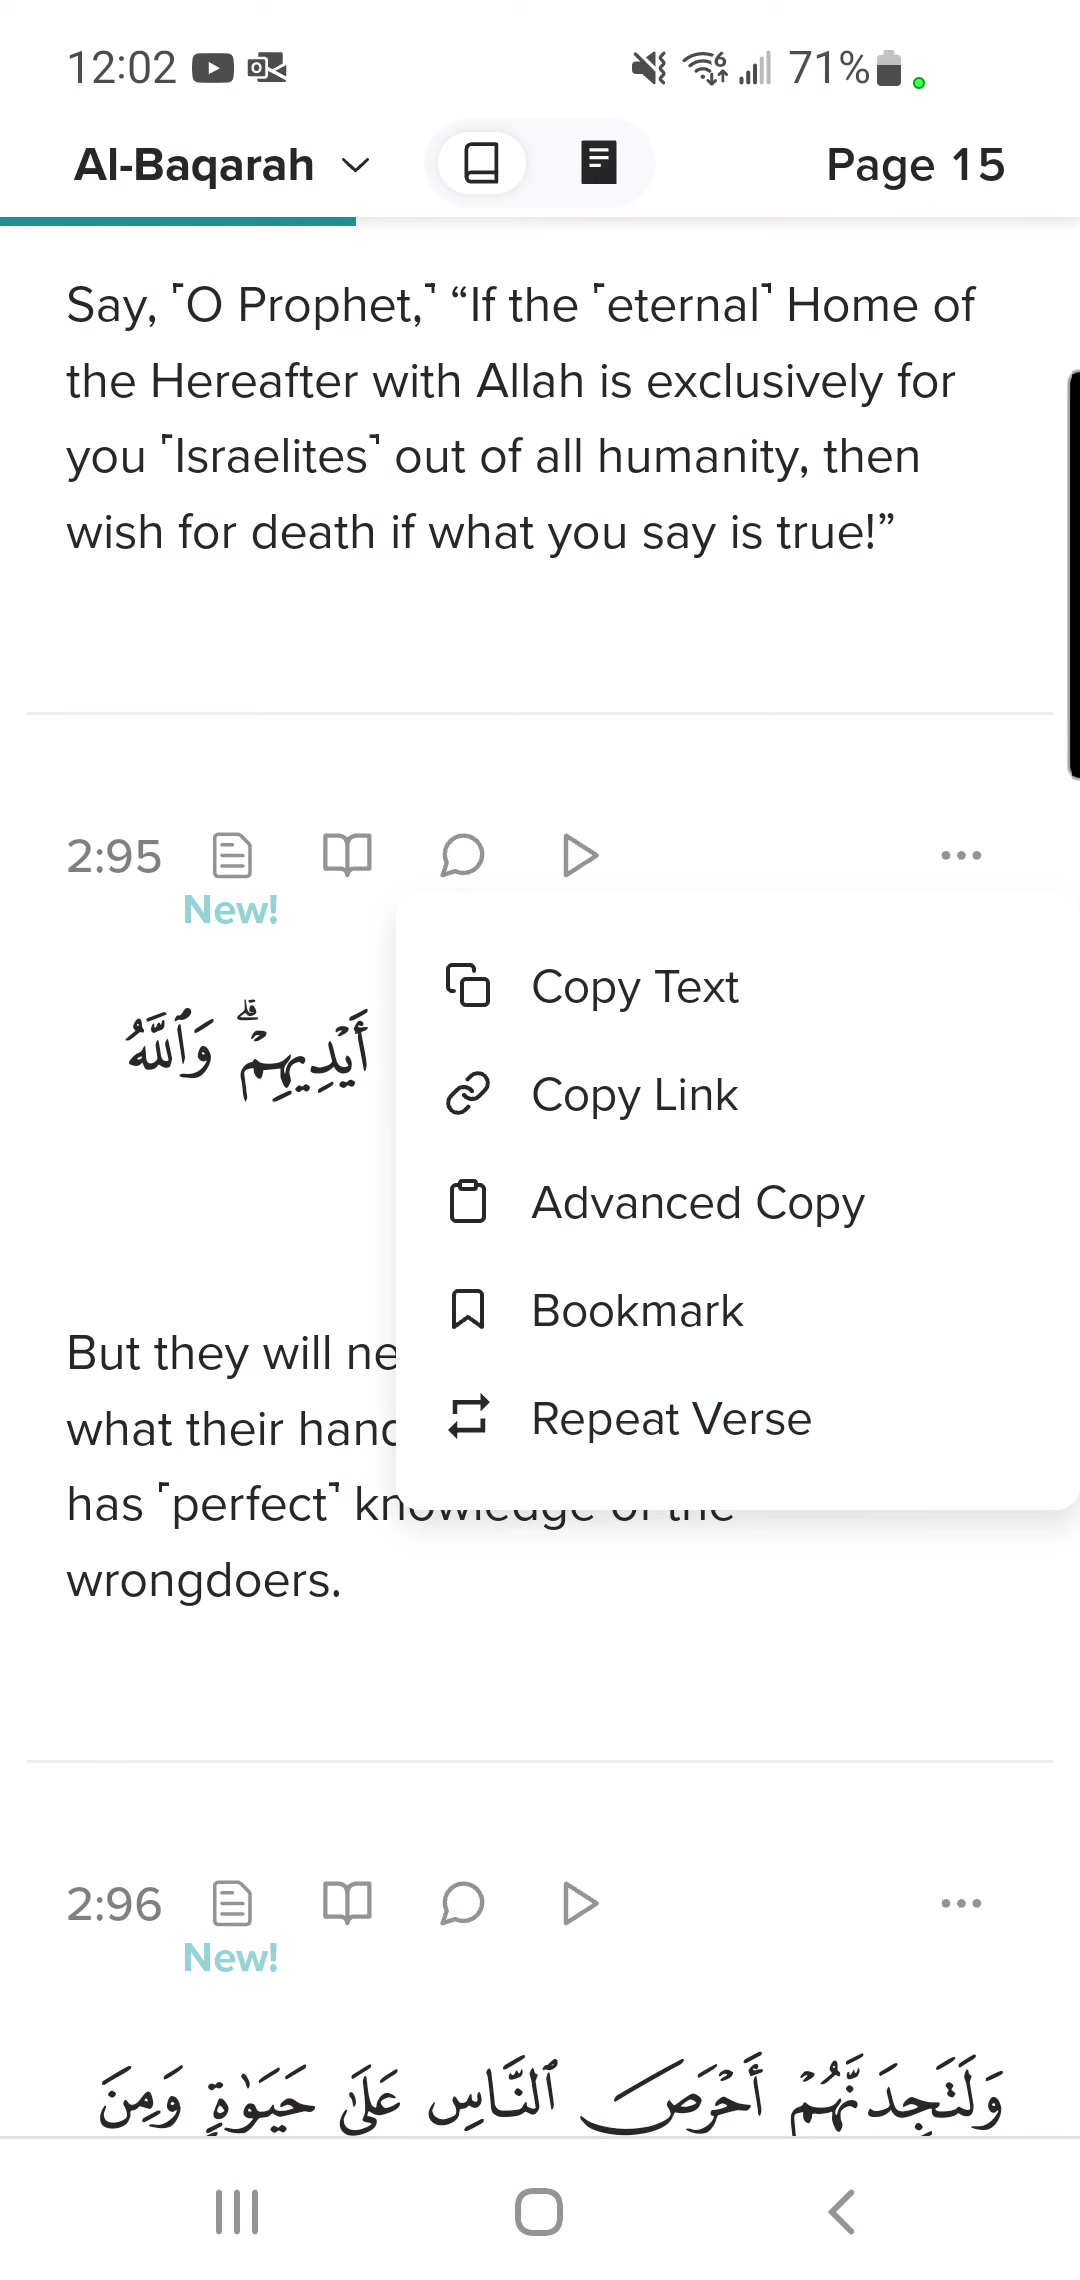 12:02 71%
Al-Baqarah Page 15
Say, ⸢O Prophet,⸣ “If the ⸢eternal⸣ Home of
the Hereafter with Allah is exclusively for
you ⸢Israelites⸣ out of all humanity, then
wish for death if what you say is true!”
2:95
New!
Copy Text
أَيۡدِيهِمۡۚ وَٱللَّهُ
Copy Link
Advanced Copy
Bookmark
But they will
what their
Repeat Verse
has ⸢perfect⸣ knowledge of the
wrongdoers.
2:96
New!
وَلَتَجِدَنَّهُمۡ أَحۡرَصَ ٱلنَّاسِ عَلَىٰ حَيَوٰةٖ وَمِنَ